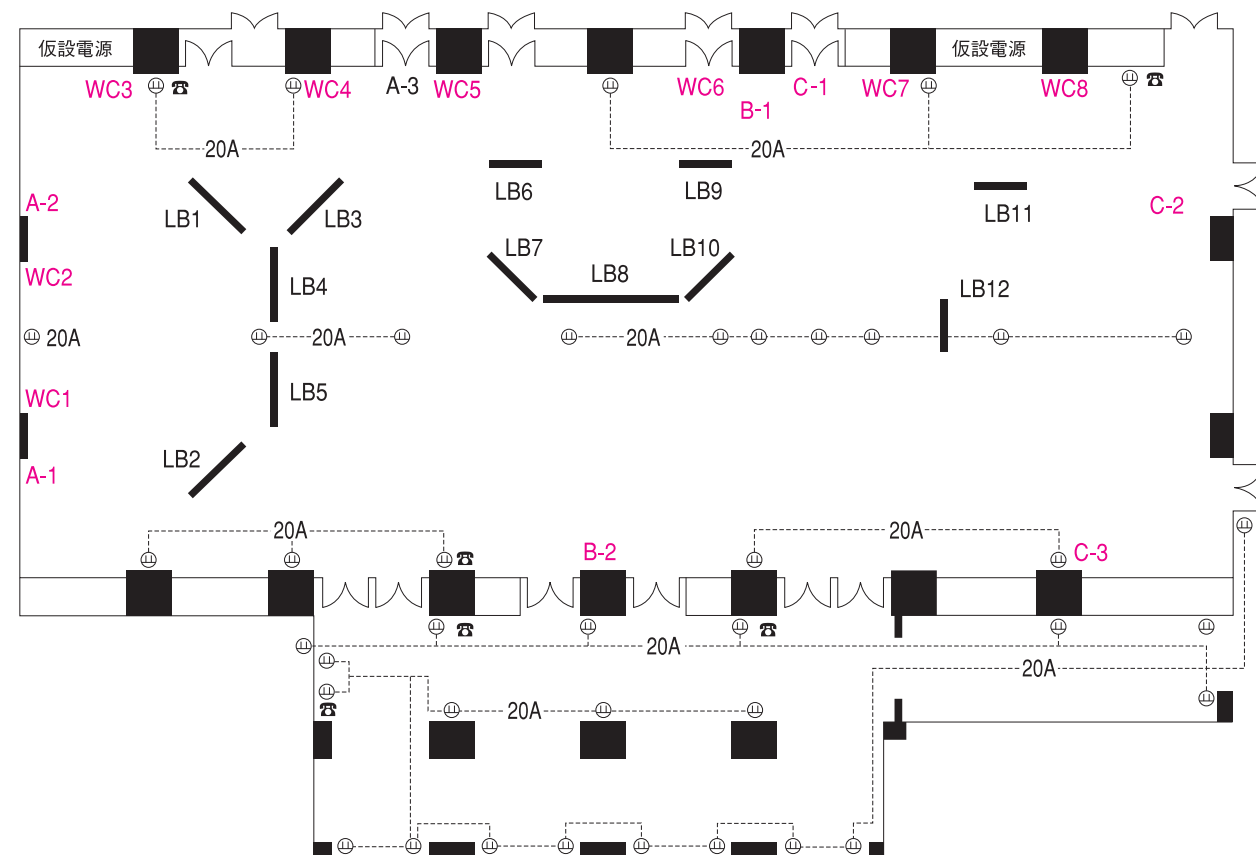 仮設電源
仮設電源
WC3
WC4
A-3
WC5
WC6
B-1
C-1
WC7
WC8
20A
20A
LB6
LB9
LB11
A-2
LB1
LB3
C-2
WC2
LB4
LB7
LB8
LB10
LB12
20A
20A
20A
WC1
LB5
A-1
LB2
20A
B-2
20A
C-3
20A
20A
20A